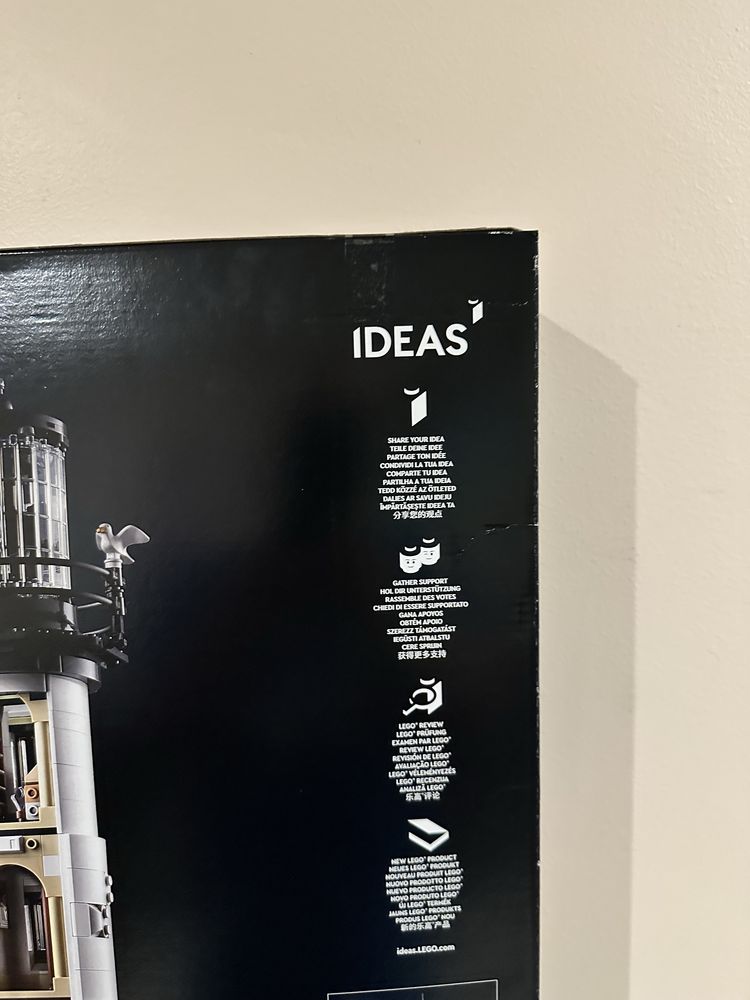 IDEAS
SHARE YOUR IDEA
TEILE DEINE IDEE
PARTAGE TON IDÉE
CONDIVIDI LA TUA IDEA
COMPARTE TU IDEA
PARTILHA A TUA IDEIA
TEDD KÖZZÉ AZ ÖTLETED
DALIES AR SAVU IDEJU
ÎMPĂRTĂȘEȘTE IDEEA TA
分享您的观点
GATHER SUPPORT
HOL DIR UNTERSTÜTZUNG
RASSEMBLE DES VOTES
CHIEDI DI ESSERE SUPPORTATO
GANA APOYOS
OBTÉM APOIO
SZEREZZ TÁMOGATÁST
IEGŪSTI ATBALSTU
CERE SPRIJIN
获得更多支持
LEGO® REVIEW
LEGO® PRÜFUNG
EXAMEN PAR LEGO®
REVIEW LEGO®
REVISIÓN DE LEGO®
AVALIAÇÃO LEGO®
LEGO® VÉLEMÉNYEZÉS
LEGO® RECENZIJA
ANALIZĂ LEGO®
乐高®评论
NEW LEGO® PRODUCT
NEUES LEGO® PRODUKT
NOUVEAU PRODUIT LEGO®
NUOVO PRODOTTO LEGO®
NUEVO PRODUCTO LEGO®
NOVO PRODUTO LEGO®
ÚJ LEGO® TERMÉK
JAUNS LEGO® PRODUKTS
PRODUS LEGO® NOU
新的乐高®产品
ideas.LEGO.com